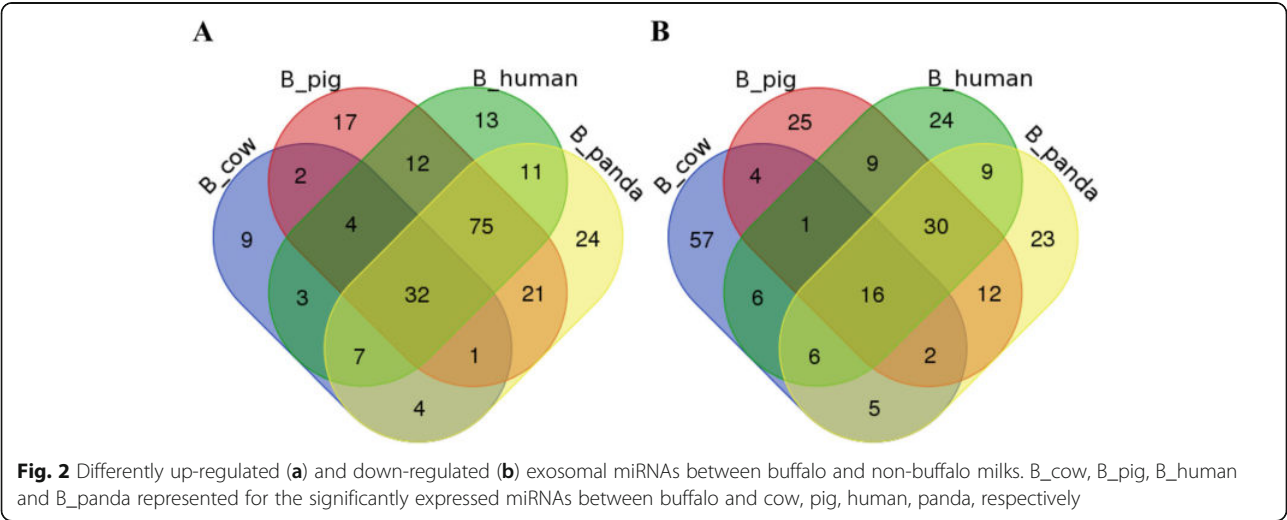 A
B
B_pig
B_human
B_cow
B_panda
17
13
2
12
11
9
4
75
24
3
32
21
7
1
4
B_pig
B_human
B_cow
B_panda
25
24
4
9
9
57
1
30
23
6
16
12
6
2
5
Fig. 2 Differently up-regulated (a) and down-regulated (b) exosomal miRNAs between buffalo and non-buffalo milks. B_cow, B_pig, B_human
and B_panda represented for the significantly expressed miRNAs between buffalo and cow, pig, human, panda, respectively